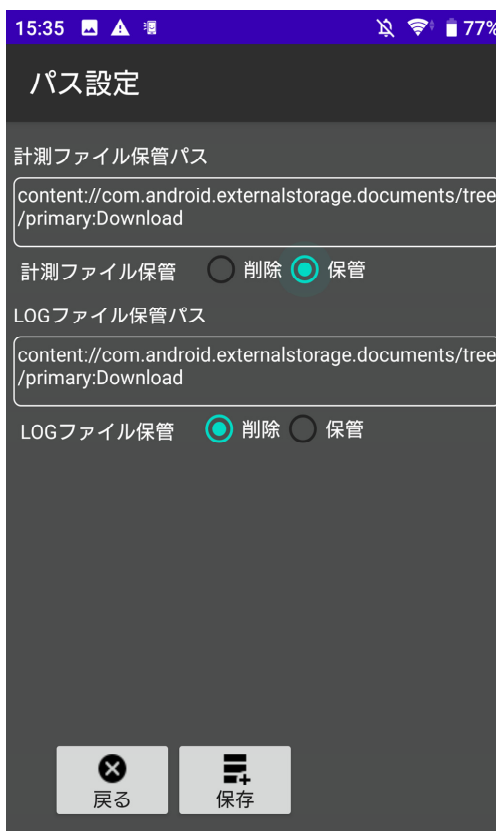 15:35
77%
パス設定
計測ファイル保管パス
content://com.android.externalstorage.documents/tree
/primary:Download
計測ファイル保管 削除 保管
LOGファイル保管パス
content://com.android.externalstorage.documents/tree
/primary:Download
LOGファイル保管 削除 保管
戻る 保存